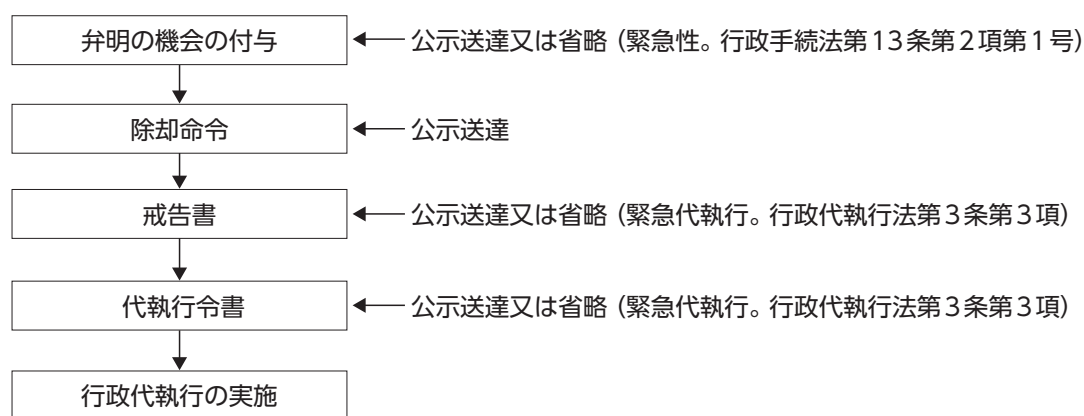 弁明の機会の付与 公示送達又は省略（緊急性。行政手続法第13条第2項第1号）
除却命令 公示送達
戒告書 公示送達又は省略（緊急代執行。行政代執行法第3条第3項）
代執行令書 公示送達又は省略（緊急代執行。行政代執行法第3条第3項）
行政代執行の実施